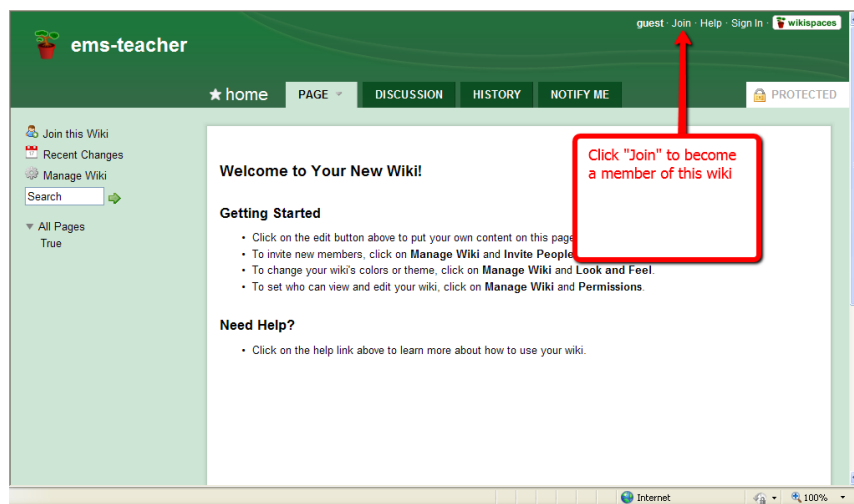 guest · Join · Help · Sign In · wikispaces
ems-teacher
home PAGE DISCUSSION HISTORY NOTIFY ME PROTECTED
Join this Wiki
Recent Changes
Manage Wiki
Search
All Pages
True
Click "Join" to become
a member of this wiki
Welcome to Your New Wiki!
Getting Started
• Click on the edit button above to put your own content on this page
• To invite new members, click on Manage Wiki and Invite People
• To change your wiki's colors or theme, click on Manage Wiki and Look and Feel.
• To set who can view and edit your wiki, click on Manage Wiki and Permissions.
Need Help?
• Click on the help link above to learn more about how to use your wiki.
Internet 100%